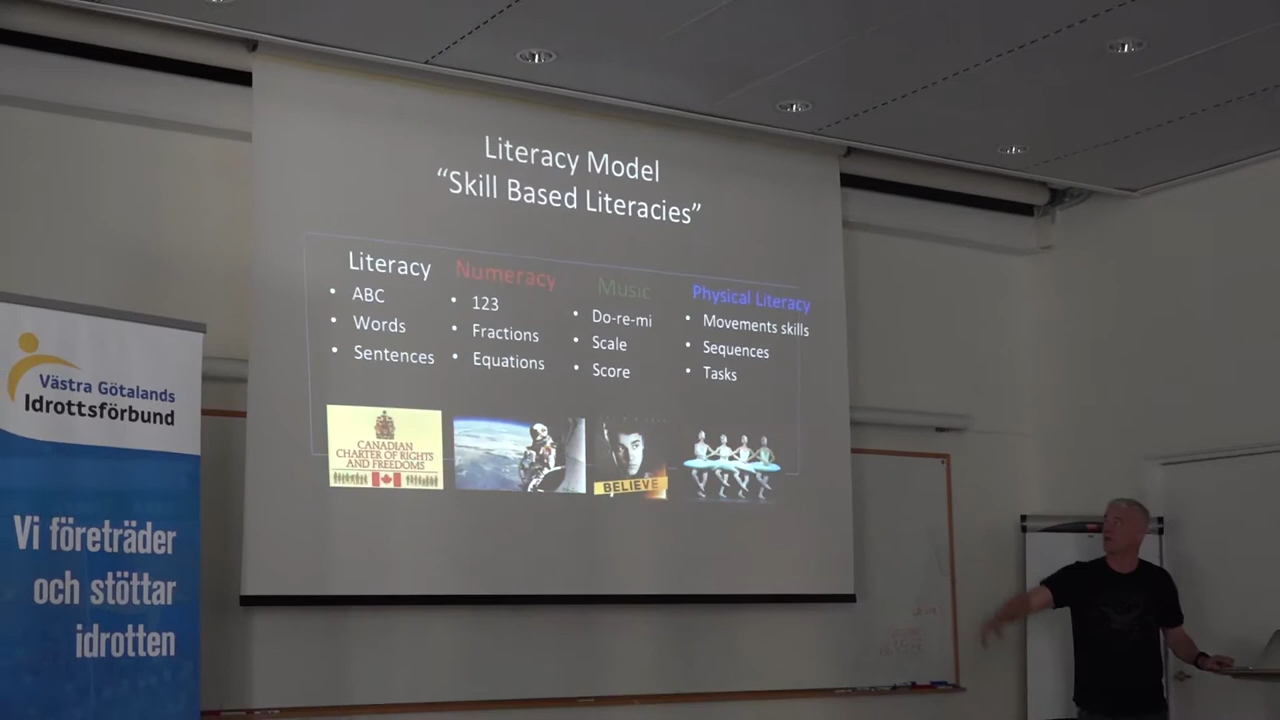 Literacy Model
“Skill Based Literacies”
Literacy
• ABC
• Words
• Sentences
Numeracy
• 123
• Fractions
• Equations
Music
• Do-re-mi
• Scale
• Score
Physical Literacy
• Movements skills
• Sequences
• Tasks
CANADIAN
CHARTER OF RIGHTS
AND FREEDOMS
BELIEVE
Västra Götalands
Idrottsförbund
Vi företräder
och stöttar
idrotten